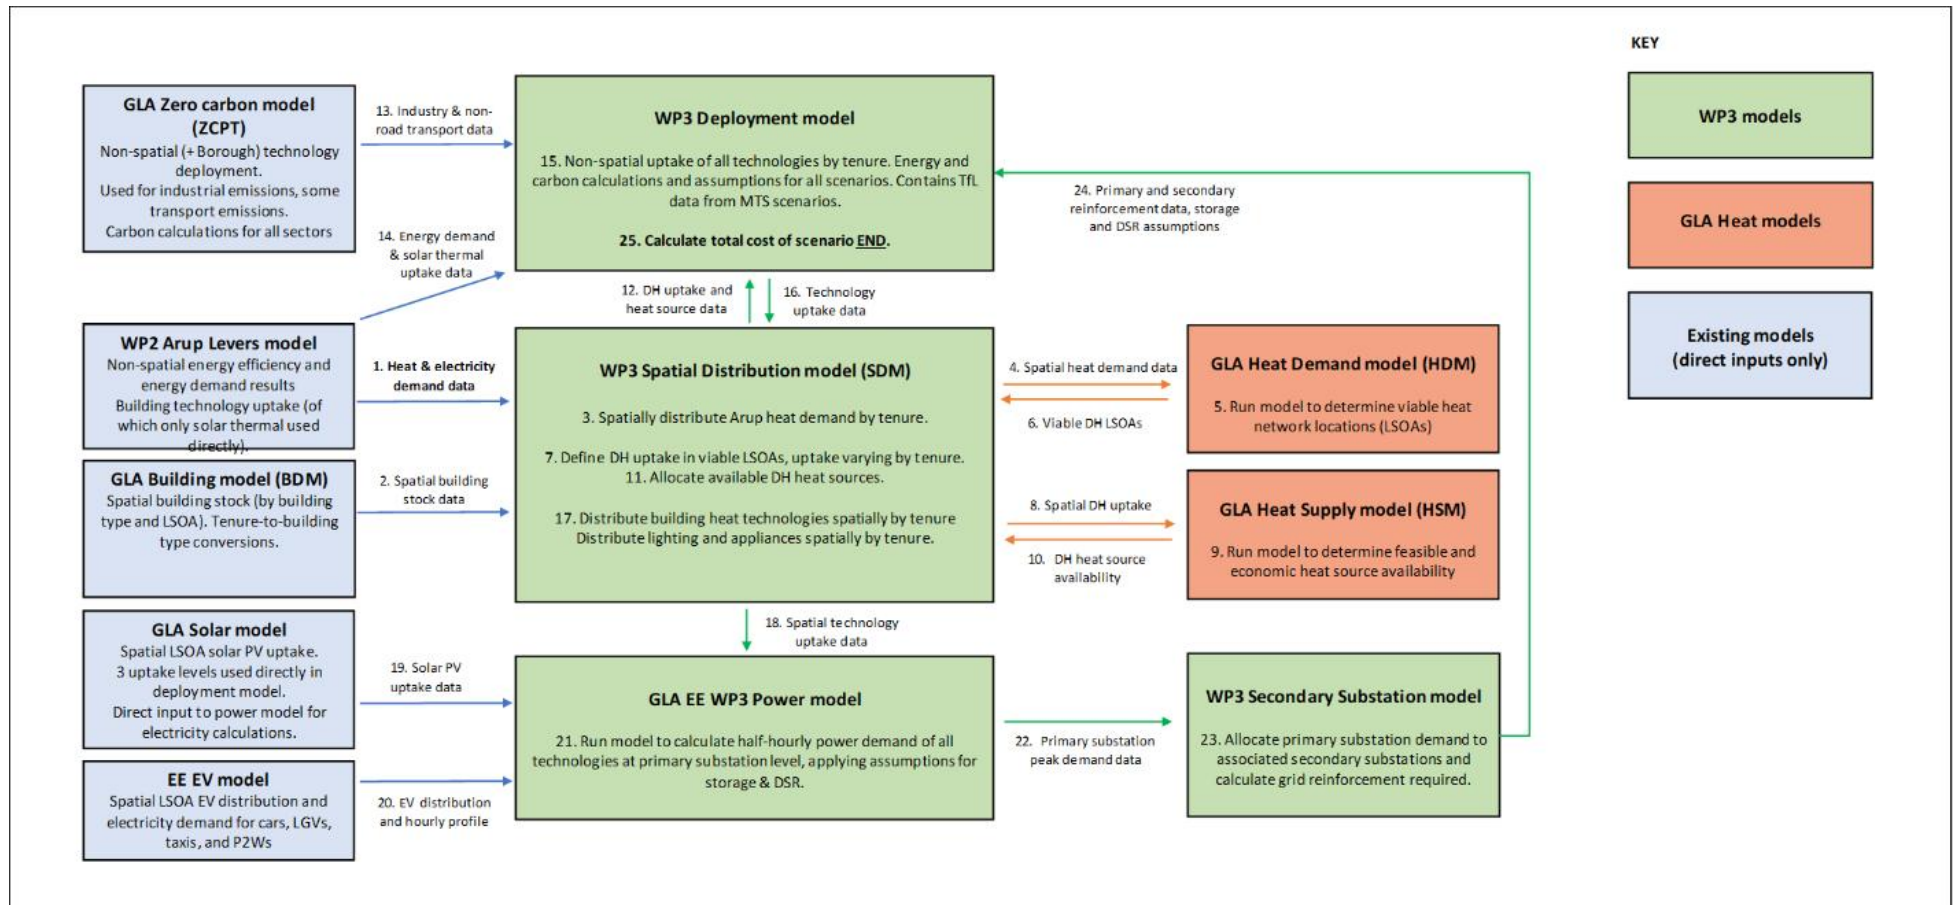 KEY
WP3 models
GLA Heat models
Existing models
(direct inputs only)
GLA Zero carbon model
(ZCPT)
Non-spatial (+ Borough) technology
deployment.
Used for industrial emissions, some
transport emissions.
Carbon calculations for all sectors
13. Industry & non-
road transport data
WP3 Deployment model
15. Non-spatial uptake of all technologies by tenure. Energy and
carbon calculations and assumptions for all scenarios. Contains TfL
data from MTS scenarios.
25. Calculate total cost of scenario END.
24. Primary and secondary
reinforcement data, storage
and DSR assumptions
14. Energy demand
& solar thermal
uptake data
12. DH uptake and
heat source data
16. Technology
uptake data
WP2 Arup Levers model
Non-spatial energy efficiency and
energy demand results
Building technology uptake (of
which only solar thermal used
directly).
1. Heat & electricity
demand data
WP3 Spatial Distribution model (SDM)
3. Spatially distribute Arup heat demand by tenure.
7. Define DH uptake in viable LSOAs, uptake varying by tenure.
11. Allocate available DH heat sources.
17. Distribute building heat technologies spatially by tenure
Distribute lighting and appliances spatially by tenure.
4. Spatial heat demand data
6. Viable DH LSOAs
GLA Heat Demand model (HDM)
5. Run model to determine viable heat
network locations (LSOAs)
GLA Building model (BDM)
Spatial building stock (by building
type and LSOA). Tenure-to-building
type conversions.
2. Spatial building
stock data
8. Spatial DH uptake
10. DH heat source
availability
GLA Heat Supply model (HSM)
9. Run model to determine feasible and
economic heat source availability
18. Spatial technology
uptake data
GLA Solar model
Spatial LSOA solar PV uptake.
3 uptake levels used directly in
deployment model.
Direct input to power model for
electricity calculations.
19. Solar PV
uptake data
GLA EE WP3 Power model
21. Run model to calculate half-hourly power demand of all
technologies at primary substation level, applying assumptions for
storage & DSR.
22. Primary substation
peak demand data
WP3 Secondary Substation model
23. Allocate primary substation demand to
associated secondary substations and
calculate grid reinforcement required.
EE EV model
Spatial LSOA EV distribution and
electricity demand for cars, LGVs,
taxis, and P2Ws
20. EV distribution
and hourly profile